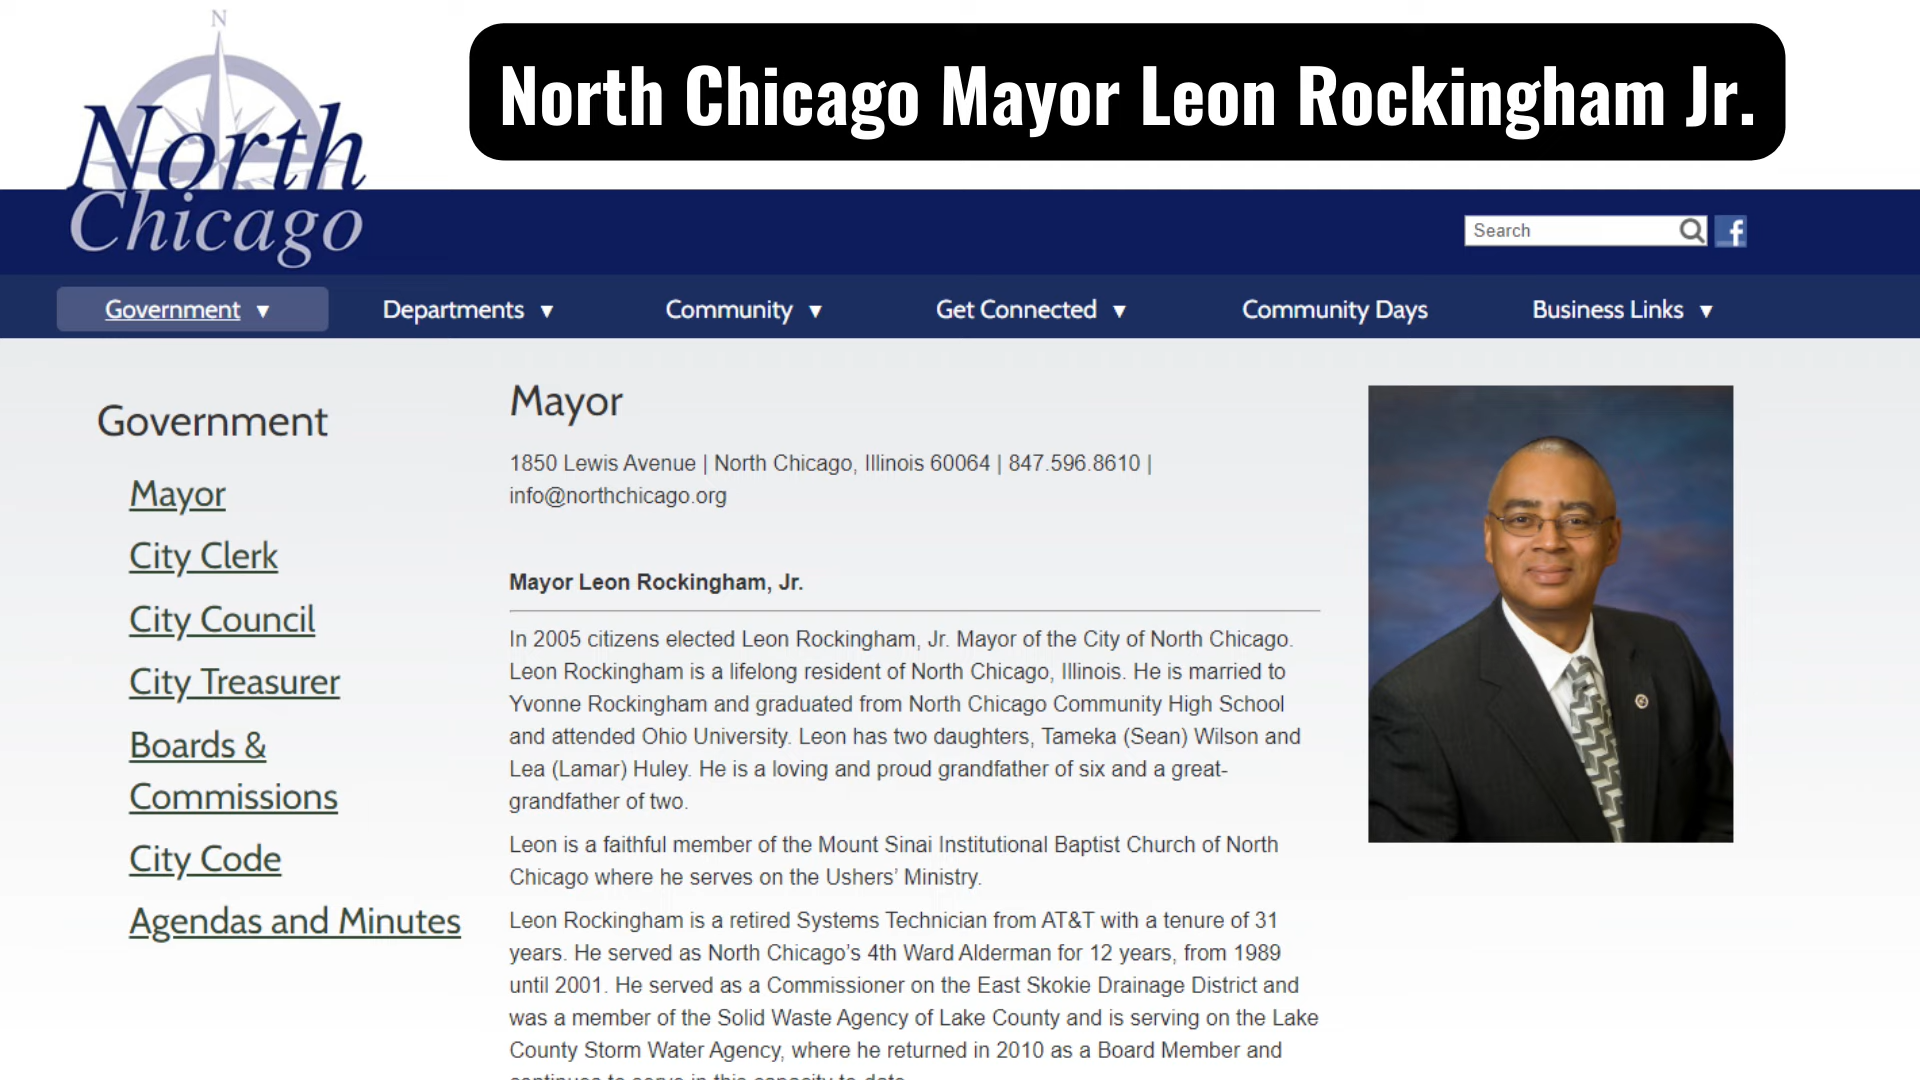 N
North
Chicago
North Chicago Mayor Leon Rockingham Jr.
Search
f
Government ▼
Departments ▼
Community ▼
Get Connected ▼
Community Days
Business Links ▼
Government
Mayor
City Clerk
City Council
City Treasurer
Boards &
Commissions
City Code
Agendas and Minutes
Mayor
1850 Lewis Avenue | North Chicago, Illinois 60064 | 847.596.8610 |
info@northchicago.org
Mayor Leon Rockingham, Jr.
In 2005 citizens elected Leon Rockingham, Jr. Mayor of the City of North Chicago.
Leon Rockingham is a lifelong resident of North Chicago, Illinois. He is married to
Yvonne Rockingham and graduated from North Chicago Community High School
and attended Ohio University. Leon has two daughters, Tameka (Sean) Wilson and
Lea (Lamar) Huley. He is a loving and proud grandfather of six and a great-
grandfather of two.
Leon is a faithful member of the Mount Sinai Institutional Baptist Church of North
Chicago where he serves on the Ushers’ Ministry.
Leon Rockingham is a retired Systems Technician from AT&T with a tenure of 31
years. He served as North Chicago’s 4th Ward Alderman for 12 years, from 1989
until 2001. He served as a Commissioner on the East Skokie Drainage District and
was a member of the Solid Waste Agency of Lake County and is serving on the Lake
County Storm Water Agency, where he returned in 2010 as a Board Member and
continues to serve in this capacity to date.